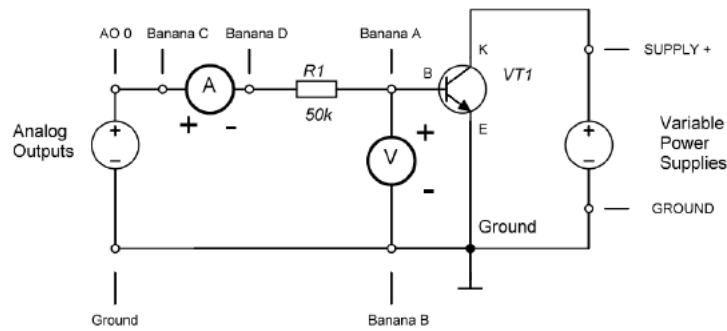 AO 0
Banana C
Banana D
Banana A
K
SUPPLY +
R1
B
VT1
A
+
-
50k
Analog
Outputs
+
−
V
+
-
E
+
−
Variable
Power
Supplies
GROUND
Ground
Ground
Banana B